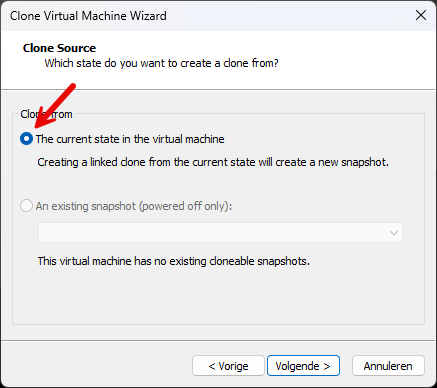 Clone Virtual Machine Wizard
Clone Source
Which state do you want to create a clone from?
Clone from
The current state in the virtual machine
Creating a linked clone from the current state will create a new snapshot.
An existing snapshot (powered off only):
This virtual machine has no existing cloneable snapshots.
< Vorige
Volgende >
Annuleren